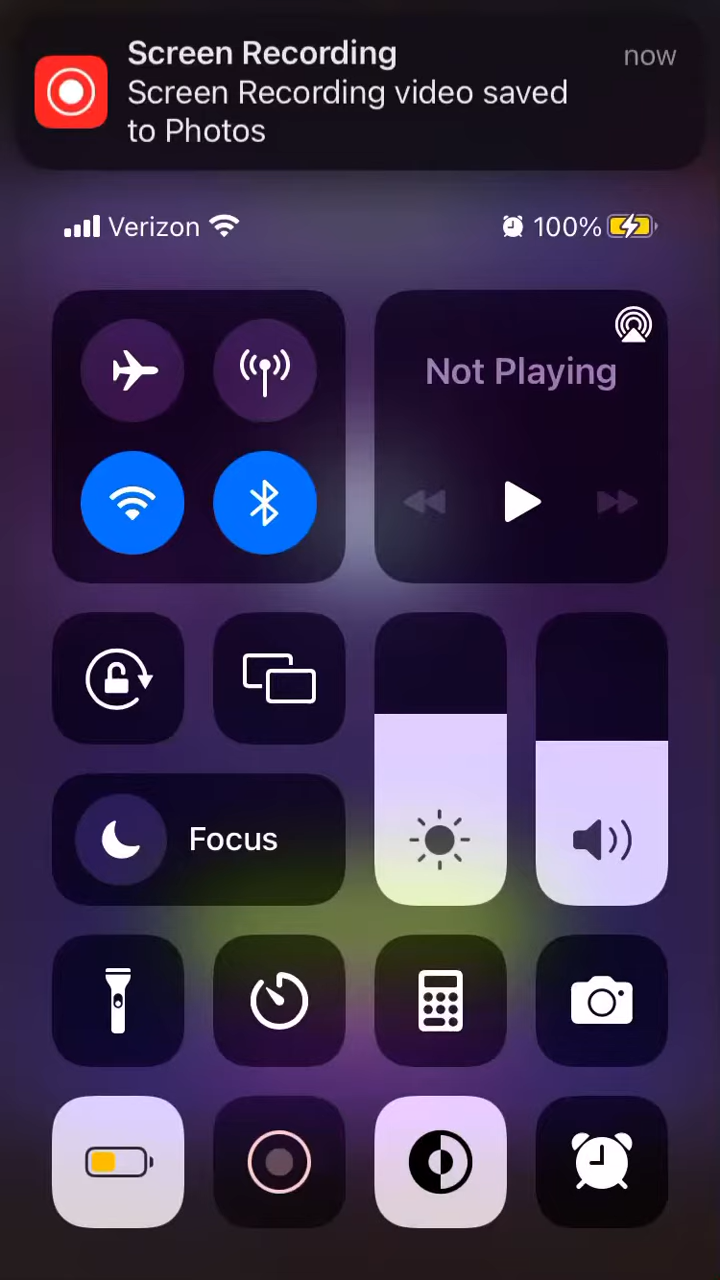 Screen Recording
now
Screen Recording video saved
to Photos
Verizon
100%
Not Playing
Focus